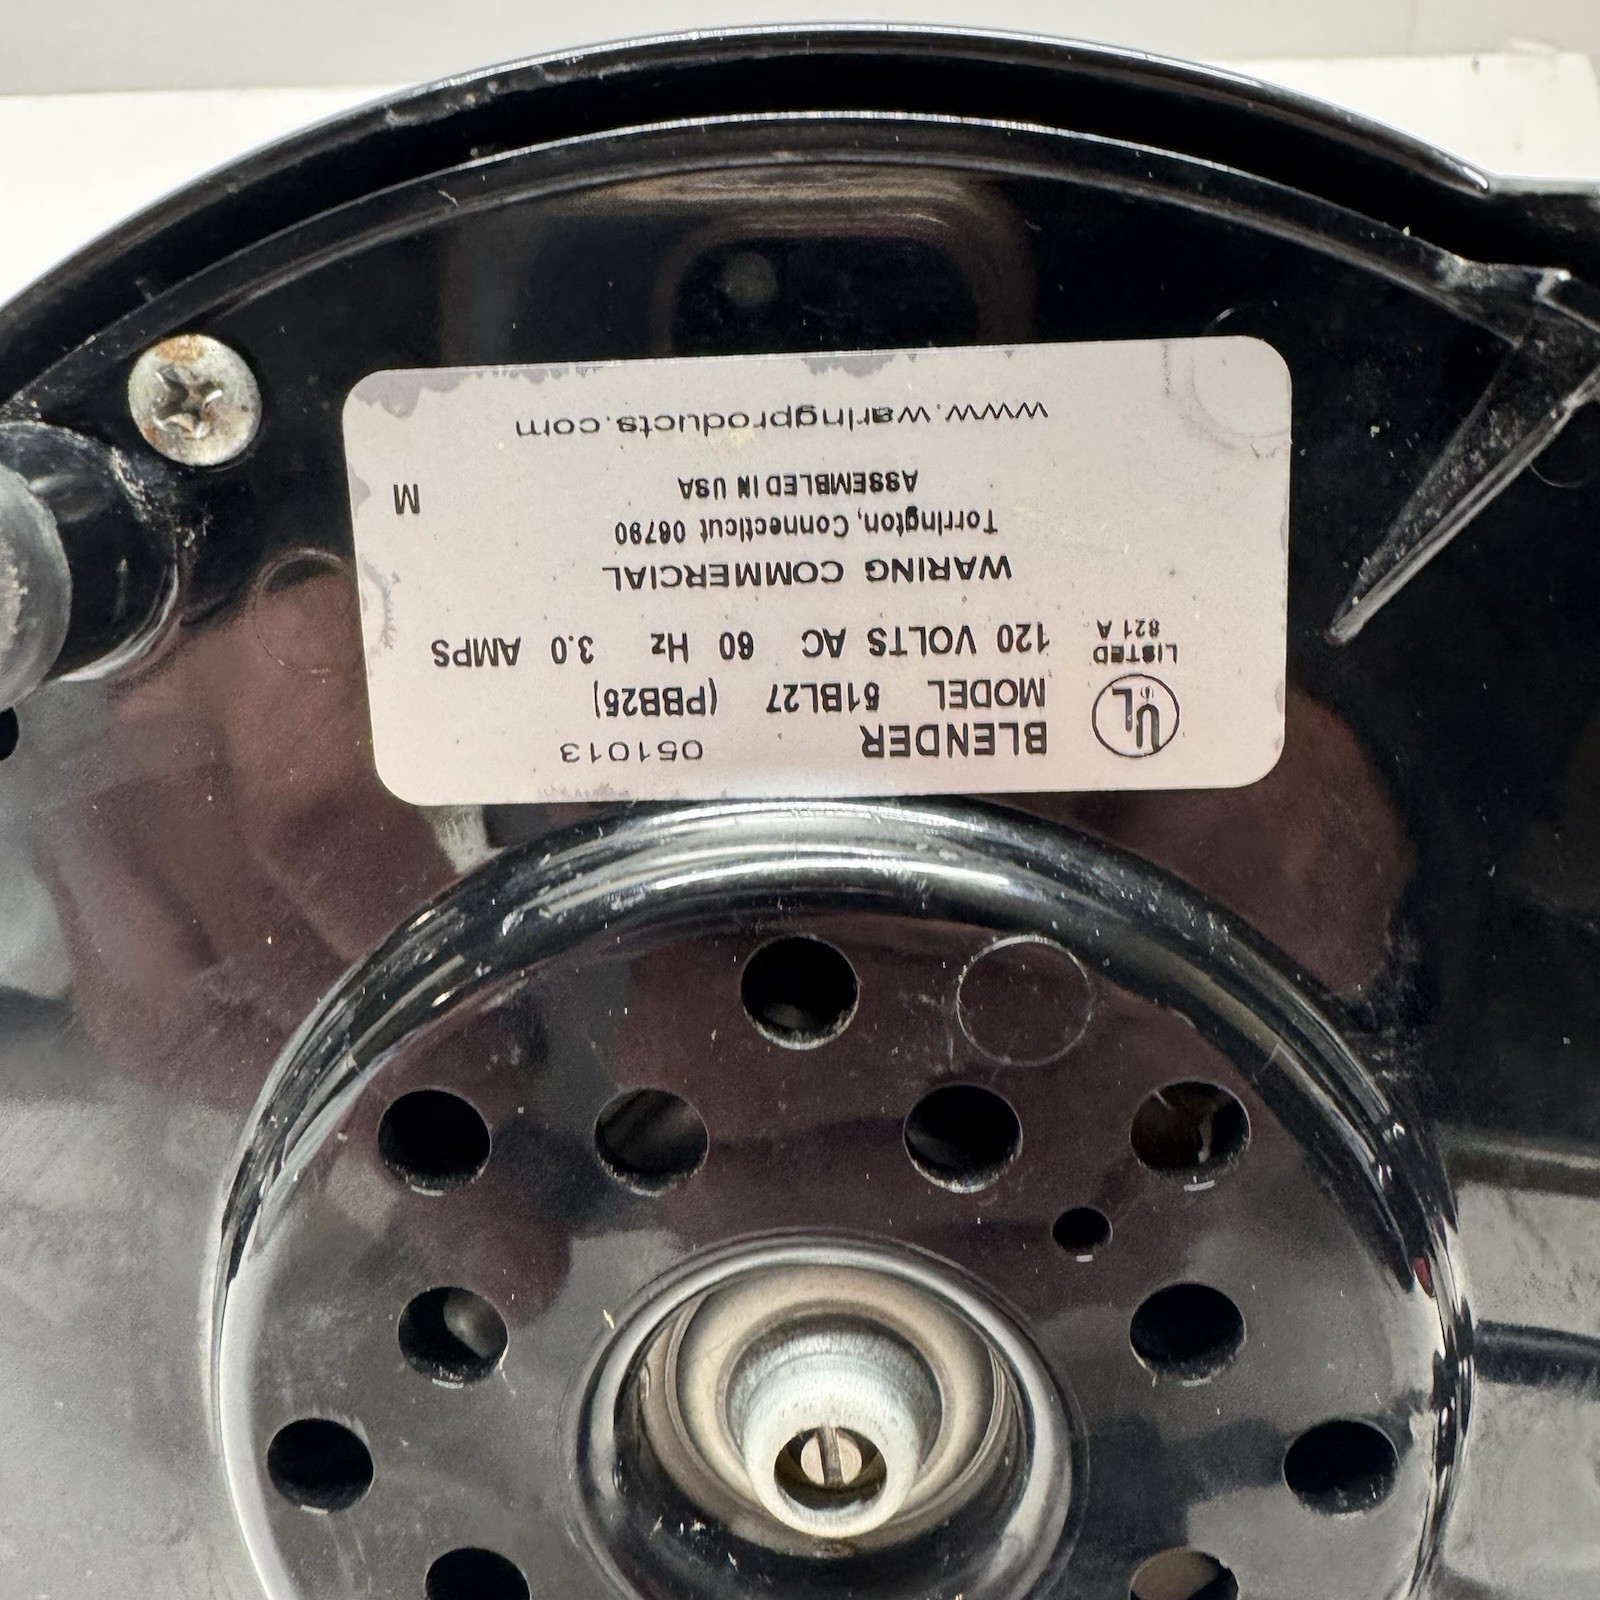 BLENDER 051013
MODEL 51BL27 (PBB25)
120 VOLTS AC 60 Hz 3.0 AMPS
UL
LISTED
821 A
WARING COMMERCIAL
Torrington, Connecticut 06790
ASSEMBLED IN USA
M
www.waringproducts.com